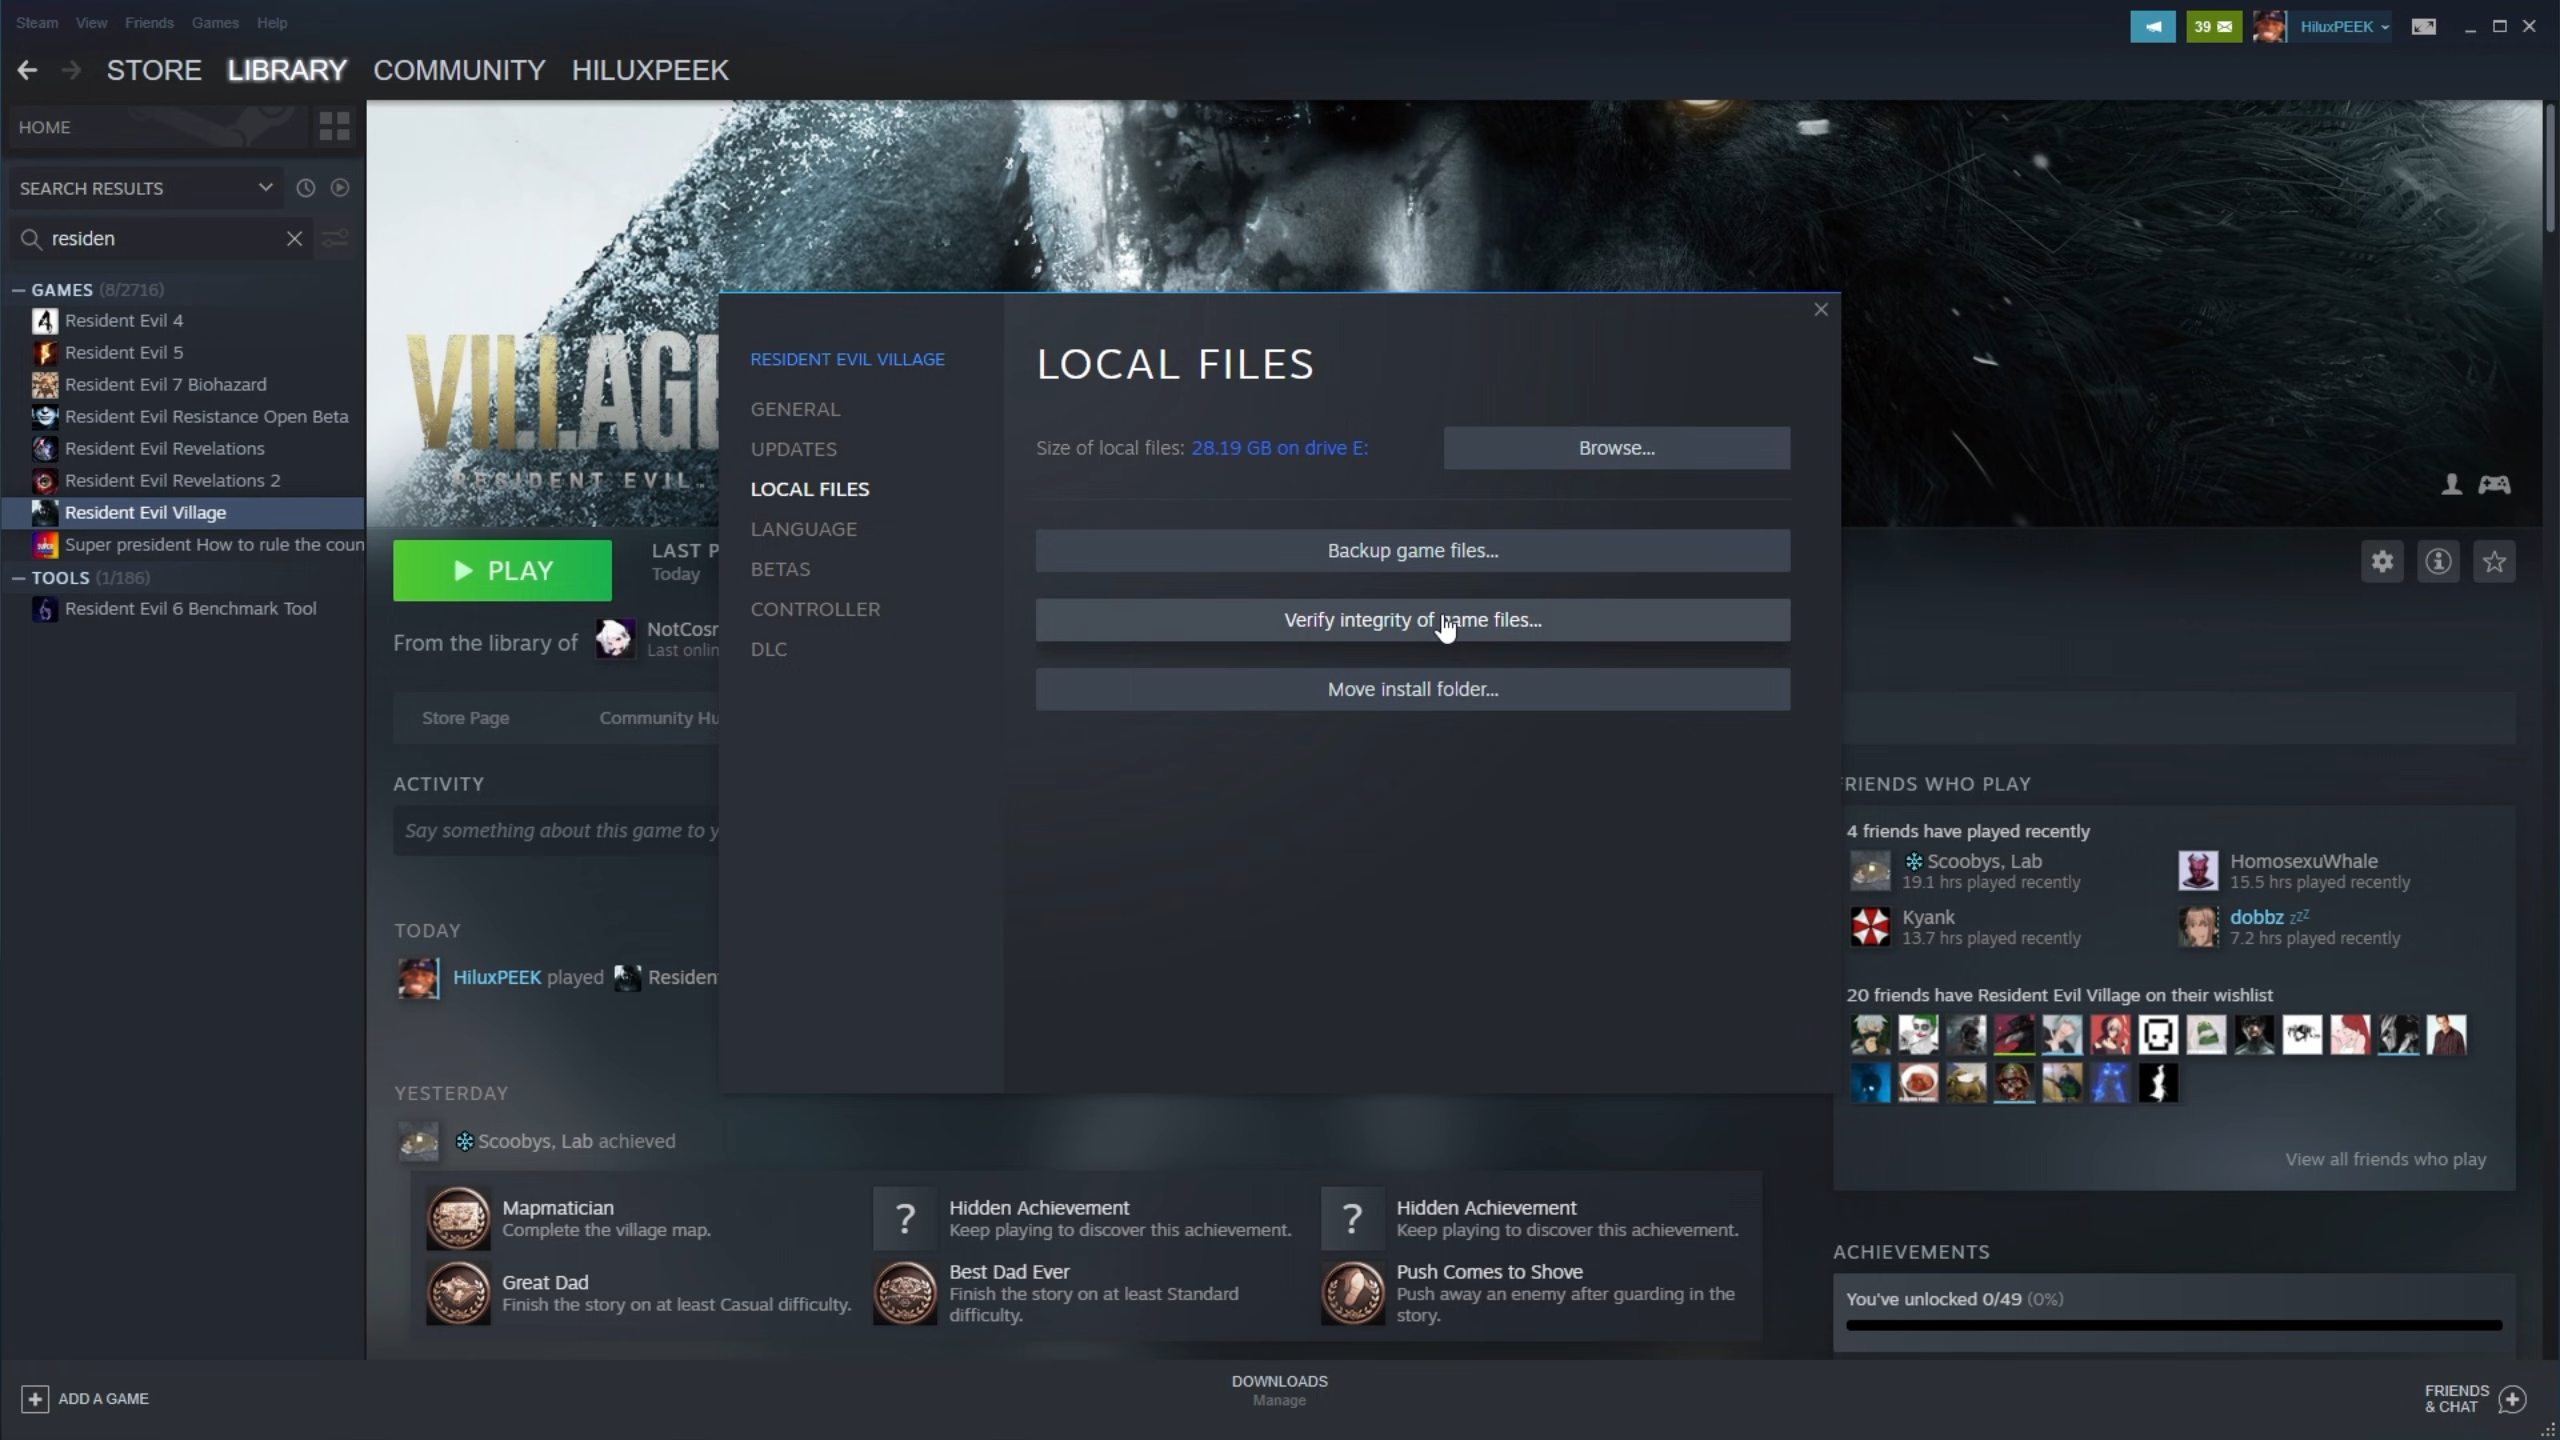 Steam View Friends Games Help
39
HiluxPEEK
STORE LIBRARY COMMUNITY HILUXPEEK
HOME
SEARCH RESULTS
residen
GAMES (8/2716)
Resident Evil 4
Resident Evil 5
Resident Evil 7 Biohazard
Resident Evil Resistance Open Beta
Resident Evil Revelations
Resident Evil Revelations 2
Resident Evil Village
Super president How to rule the coun
TOOLS (1/186)
Resident Evil 6 Benchmark Tool
VILLAGE
RESIDENT EVIL
PLAY
LAST P
Today
From the library of
NotCosr
Last onlin
Store Page
Community Hu
ACTIVITY
Say something about this game to y
TODAY
HiluxPEEK played Residen
YESTERDAY
Scoobys, Lab achieved
Mapmatician
Complete the village map.
Hidden Achievement
Keep playing to discover this achievement.
Hidden Achievement
Keep playing to discover this achievement.
Great Dad
Finish the story on at least Casual difficulty.
Best Dad Ever
Finish the story on at least Standard
difficulty.
Push Comes to Shove
Push away an enemy after guarding in the
story.
RESIDENT EVIL VILLAGE
GENERAL
UPDATES
LOCAL FILES
LANGUAGE
BETAS
CONTROLLER
DLC
LOCAL FILES
Size of local files: 28.19 GB on drive E:
Browse...
Backup game files...
Verify integrity of game files...
Move install folder...
FRIENDS WHO PLAY
4 friends have played recently
Scoobys, Lab
19.1 hrs played recently
HomosexuWhale
15.5 hrs played recently
Kyank
13.7 hrs played recently
dobbz zzZ
7.2 hrs played recently
20 friends have Resident Evil Village on their wishlist
View all friends who play
ACHIEVEMENTS
You've unlocked 0/49 (0%)
ADD A GAME
DOWNLOADS
Manage
FRIENDS
& CHAT